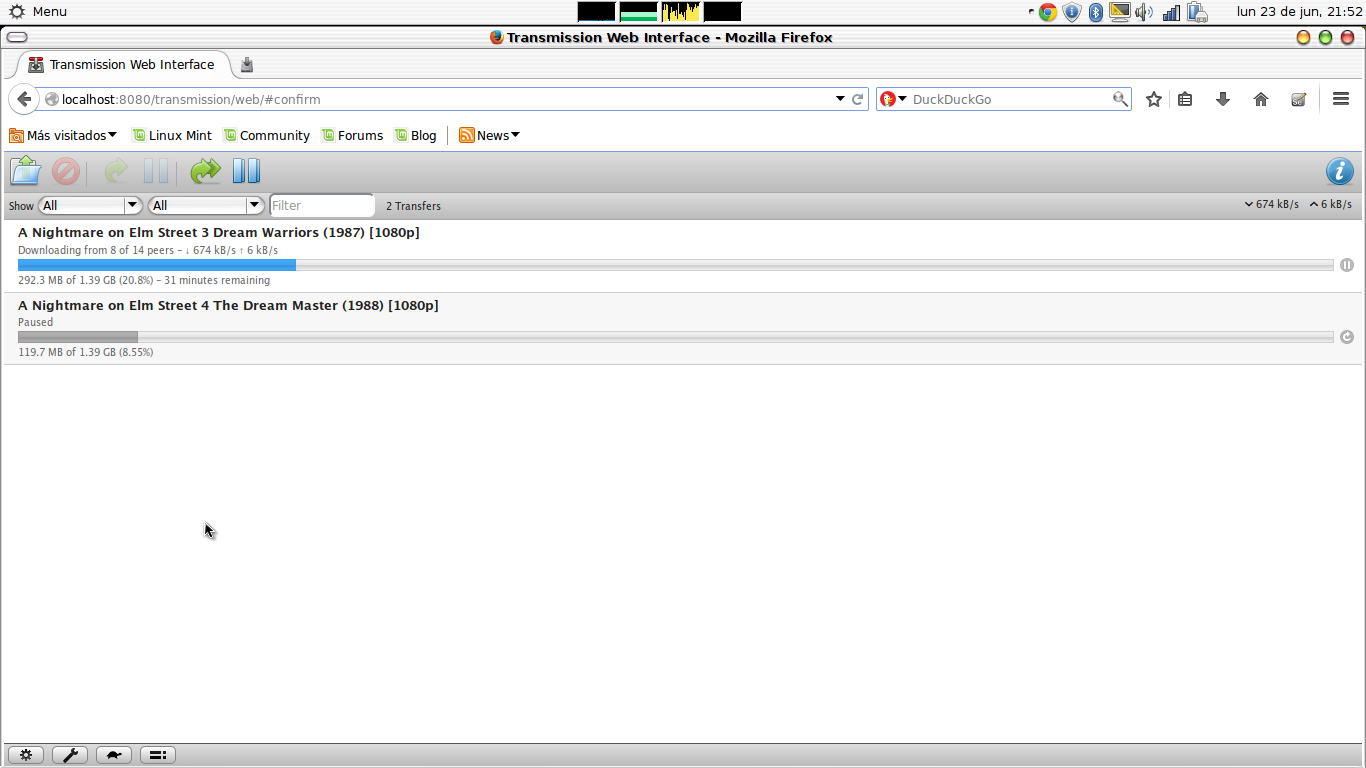 Menu
lun 23 de jun, 21:52
Transmission Web Interface - Mozilla Firefox
Transmission Web Interface
localhost:8080/transmission/web/#confirm
DuckDuckGo
Más visitados
Linux Mint
Community
Forums
Blog
News
Show
All
All
Filter
2 Transfers
674 kB/s
6 kB/s
A Nightmare on Elm Street 3 Dream Warriors (1987) [1080p]
Downloading from 8 of 14 peers – ↓ 674 kB/s ↑ 6 kB/s
292.3 MB of 1.39 GB (20.8%) – 31 minutes remaining
A Nightmare on Elm Street 4 The Dream Master (1988) [1080p]
Paused
119.7 MB of 1.39 GB (8.55%)